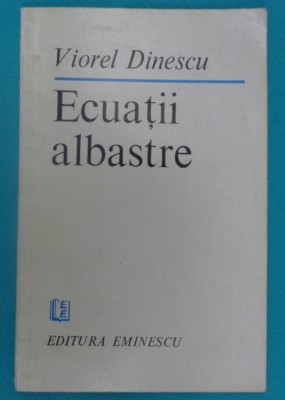 Viorel Dinescu
Ecuații
albastre
EDITURA EMINESCU